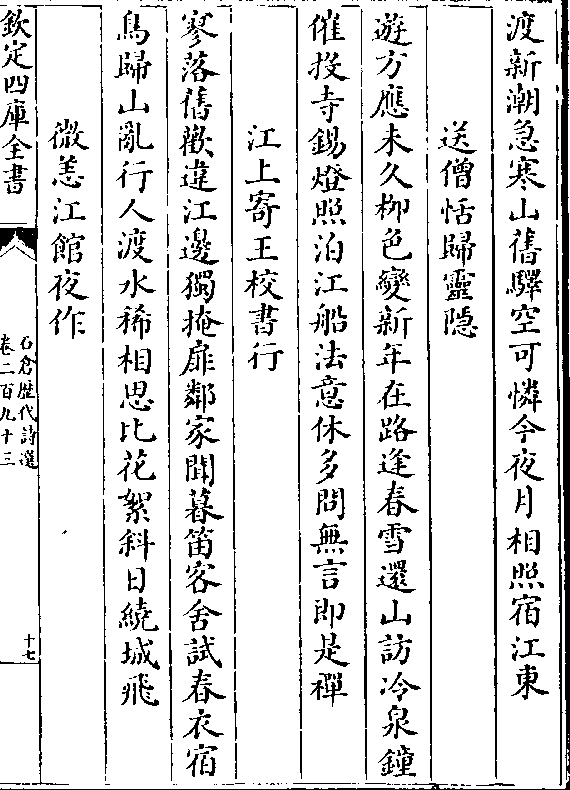 渡新潮急寒山舊驛空可憐今夜月相照宿江東
送僧恬歸靈隠
遊方應未久柳色變新年在路逢春雪還山訪冷泉鐘
催投寺錫燈照泊江船法意休多問無言即是禪
江上寄王校書行
寥落舊歡違江邊獨掩扉鄰家聞暮笛客舍試春衣宿
鳥歸山亂行人渡水稀相思比花絮斜日繞城飛
微恙江館夜作
欽定四庫全書
石倉歴代詩選
卷二百九十三
十七